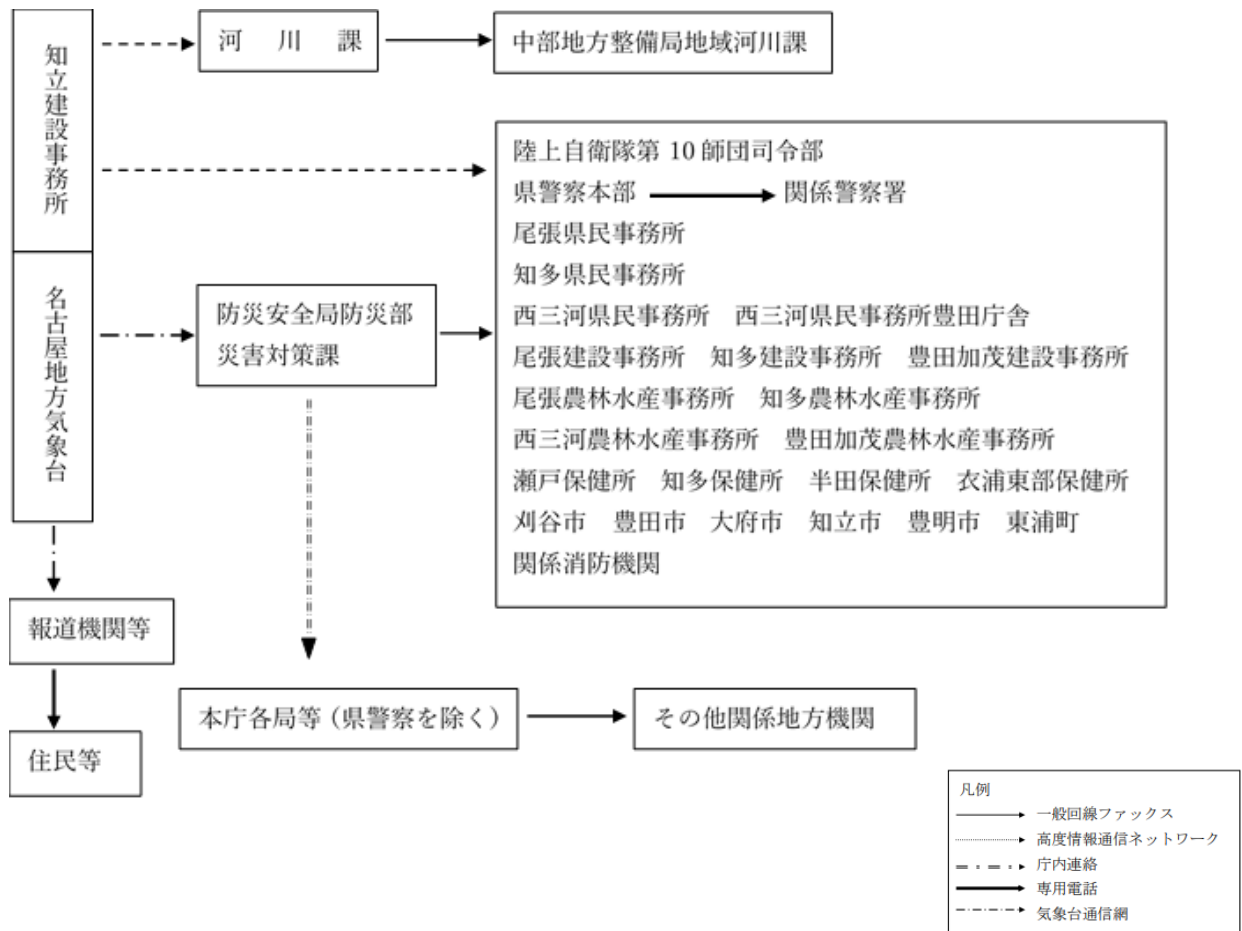 知立建設事務所
河川課
中部地方整備局地域河川課
陸上自衛隊第 10 師団司令部
県警察本部 関係警察署
尾張県民事務所
知多県民事務所
西三河県民事務所 西三河県民事務所豊田庁舎
尾張建設事務所 知多建設事務所 豊田加茂建設事務所
尾張農林水産事務所 知多農林水産事務所
西三河農林水産事務所 豊田加茂農林水産事務所
瀬戸保健所 知多保健所 半田保健所 衣浦東部保健所
刈谷市 豊田市 大府市 知立市 豊明市 東浦町
関係消防機関
名古屋地方気象台
防災安全局防災部
災害対策課
報道機関等
住民等
本庁各局等（県警察を除く）
その他関係地方機関
凡例
一般回線ファックス
高度情報通信ネットワーク
庁内連絡
専用電話
気象台通信網